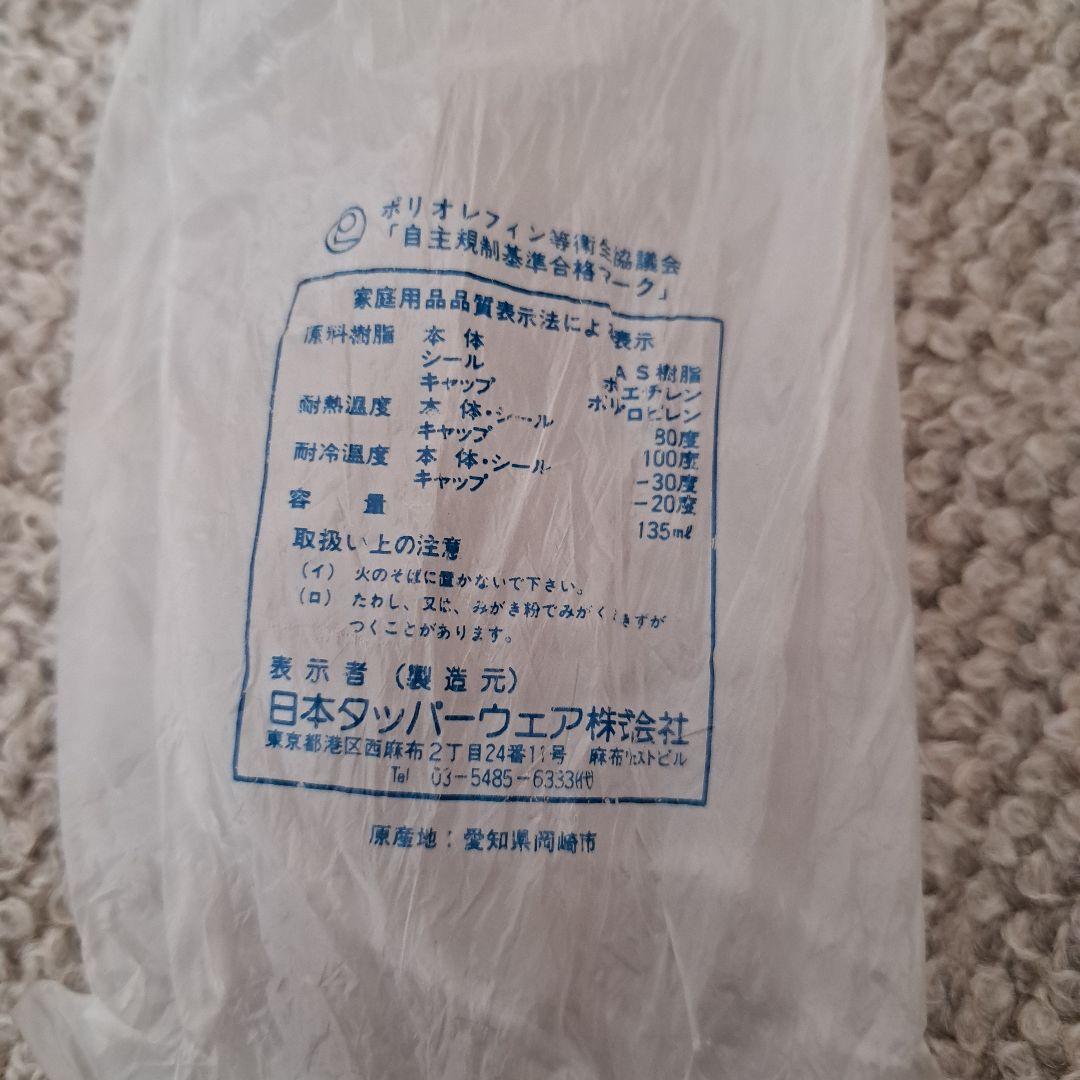 ポリオレフィン等衛生協議会
「自主規制基準合格マーク」
家庭用品品質表示法による表示
原料樹脂 本体 AS樹脂
シール ポエチレン
キャップ ポリロピレン
耐熱温度 本体・シール 80度
キャップ 100度
耐冷温度 本体・シール -30度
キャップ -20度
容量 135ml
取扱い上の注意
(イ) 火のそばに置かないで下さい。
(ロ) たわし、又は、みがき粉でみがくときずが
つくことがあります。
表示者(製造元)
日本タッパーウェア株式会社
東京都港区西麻布2丁目24番11号 麻布ウェストビル
Tel 03-5485-6333(代)
原産地:愛知県岡崎市